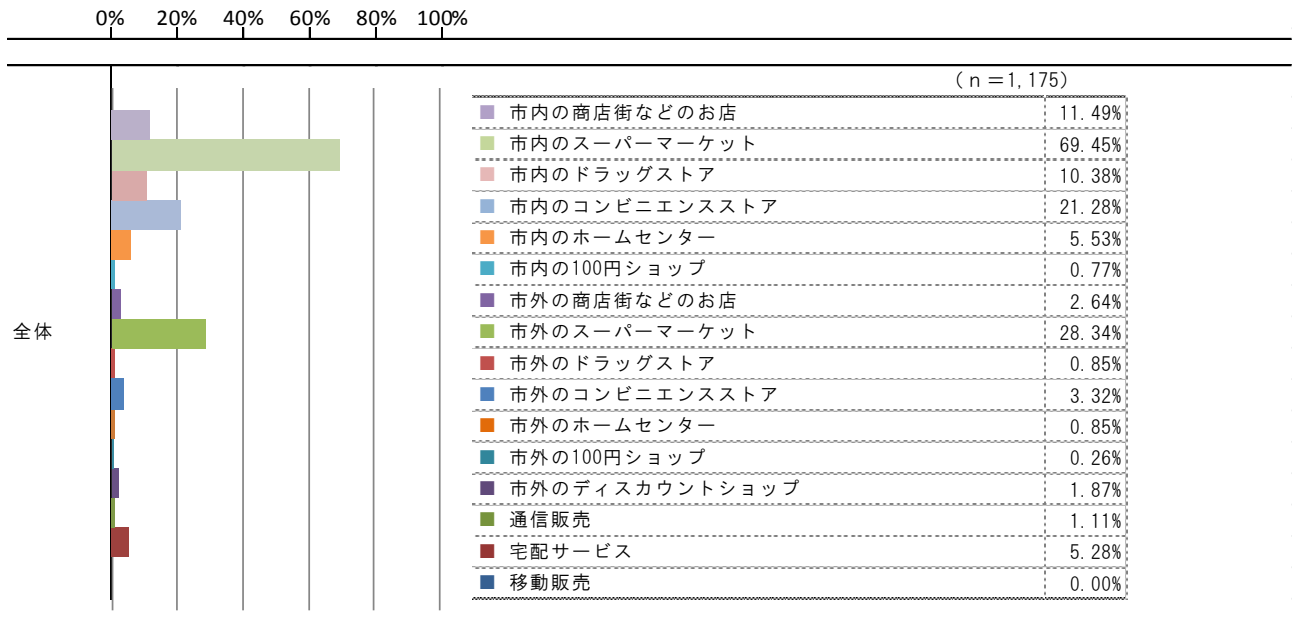 0% 20% 40% 60% 80% 100%
(n=1,175)
市内の商店街などのお店 11.49%
市内のスーパーマーケット 69.45%
市内のドラッグストア 10.38%
市内のコンビニエンスストア 21.28%
市内のホームセンター 5.53%
市内の100円ショップ 0.77%
市外の商店街などのお店 2.64%
全体 市外のスーパーマーケット 28.34%
市外のドラッグストア 0.85%
市外のコンビニエンスストア 3.32%
市外のホームセンター 0.85%
市外の100円ショップ 0.26%
市外のディスカウントショップ 1.87%
通信販売 1.11%
宅配サービス 5.28%
移動販売 0.00%